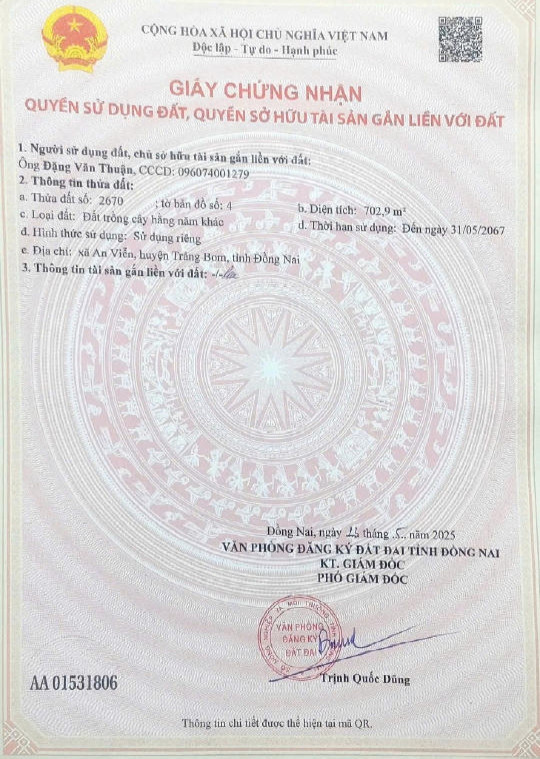 CỘNG HÒA XÃ HỘI CHỦ NGHĨA VIỆT NAM
Độc lập - Tự do - Hạnh phúc
GIẤY CHỨNG NHẬN
QUYỀN SỬ DỤNG ĐẤT, QUYỀN SỞ HỮU TÀI SẢN GẮN LIỀN VỚI ĐẤT
1. Người sử dụng đất, chủ sở hữu tài sản gắn liền với đất:
Ông Đặng Văn Thuận, CCCD: 096074001279
2. Thông tin thửa đất:
a. Thửa đất số: 2670 ; tờ bản đồ số: 4 b. Diện tích: 702,9 m²
c. Loại đất: Đất trồng cây hằng năm khác d. Thời hạn sử dụng: Đến ngày 31/05/2067
đ. Hình thức sử dụng: Sử dụng riêng
e. Địa chỉ: xã An Viễn, huyện Trảng Bom, tỉnh Đồng Nai
3. Thông tin tài sản gắn liền với đất: -/-
Đồng Nai, ngày tháng 5 năm 2025
VĂN PHÒNG ĐĂNG KÝ ĐẤT ĐAI TỈNH ĐỒNG NAI
KT. GIÁM ĐỐC
PHÓ GIÁM ĐỐC
VĂN PHÒNG
ĐĂNG KÝ
ĐẤT ĐAI
Trịnh Quốc Dũng
AA 01531806
Thông tin chi tiết được thể hiện tại mã QR.